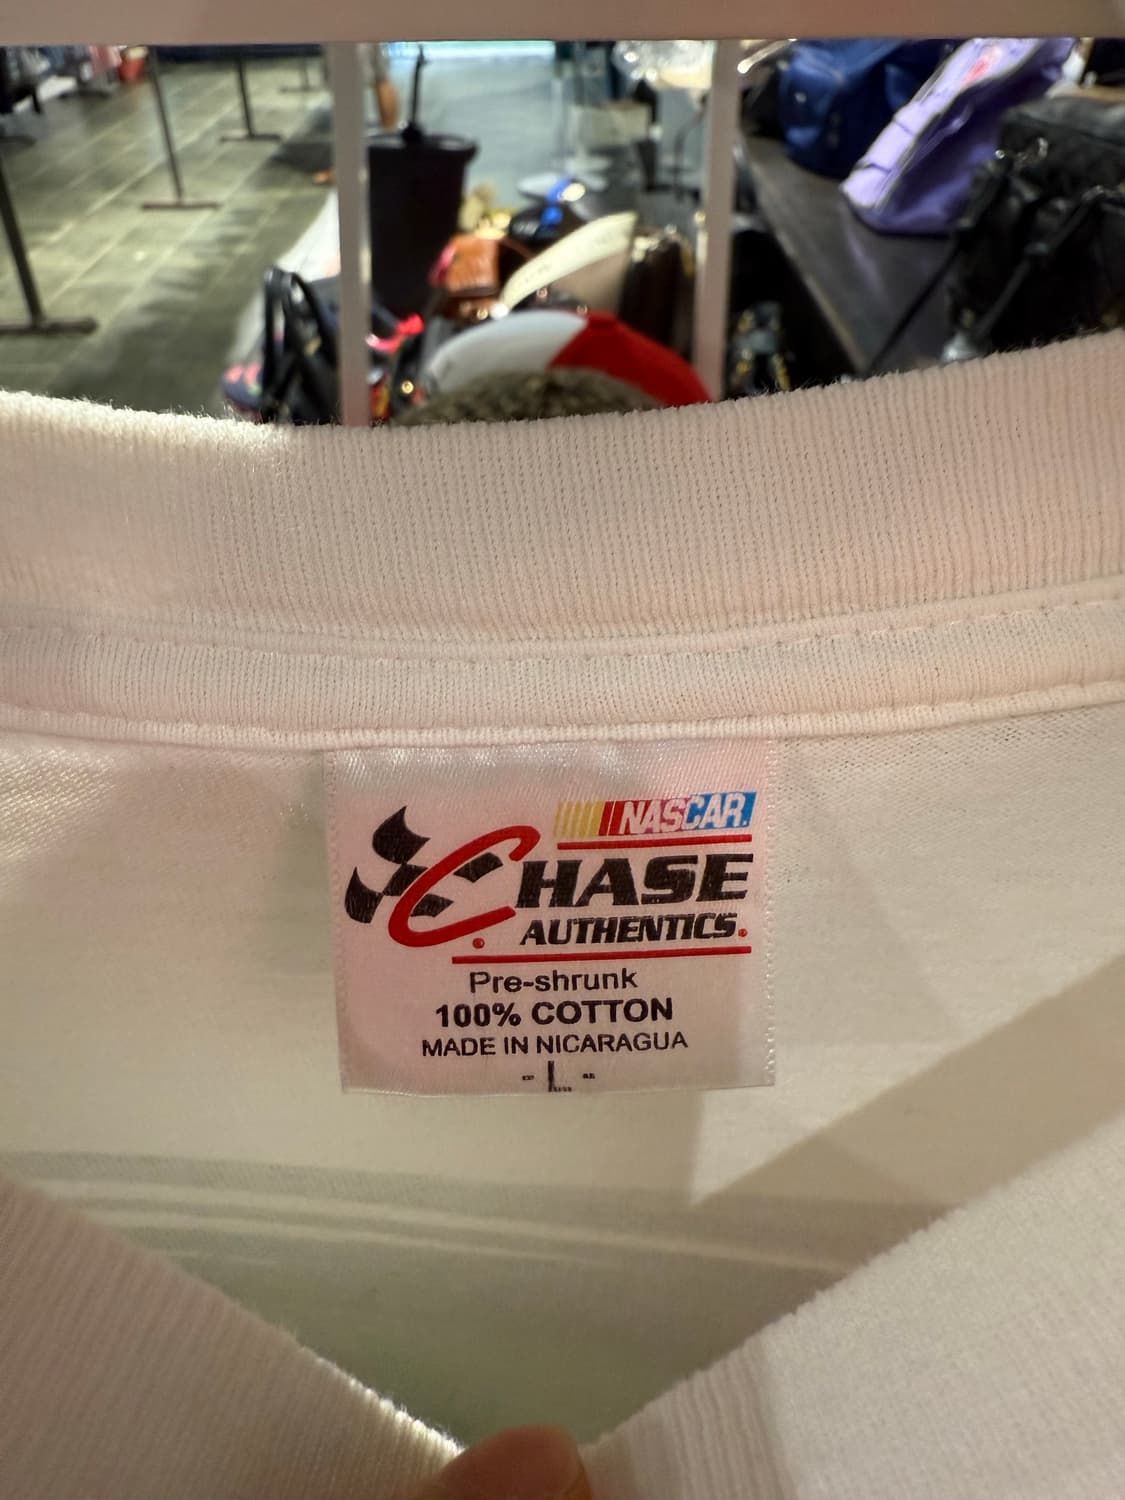 NASCAR.
CHASE
AUTHENTICS.
Pre-shrunk
100% COTTON
MADE IN NICARAGUA
L